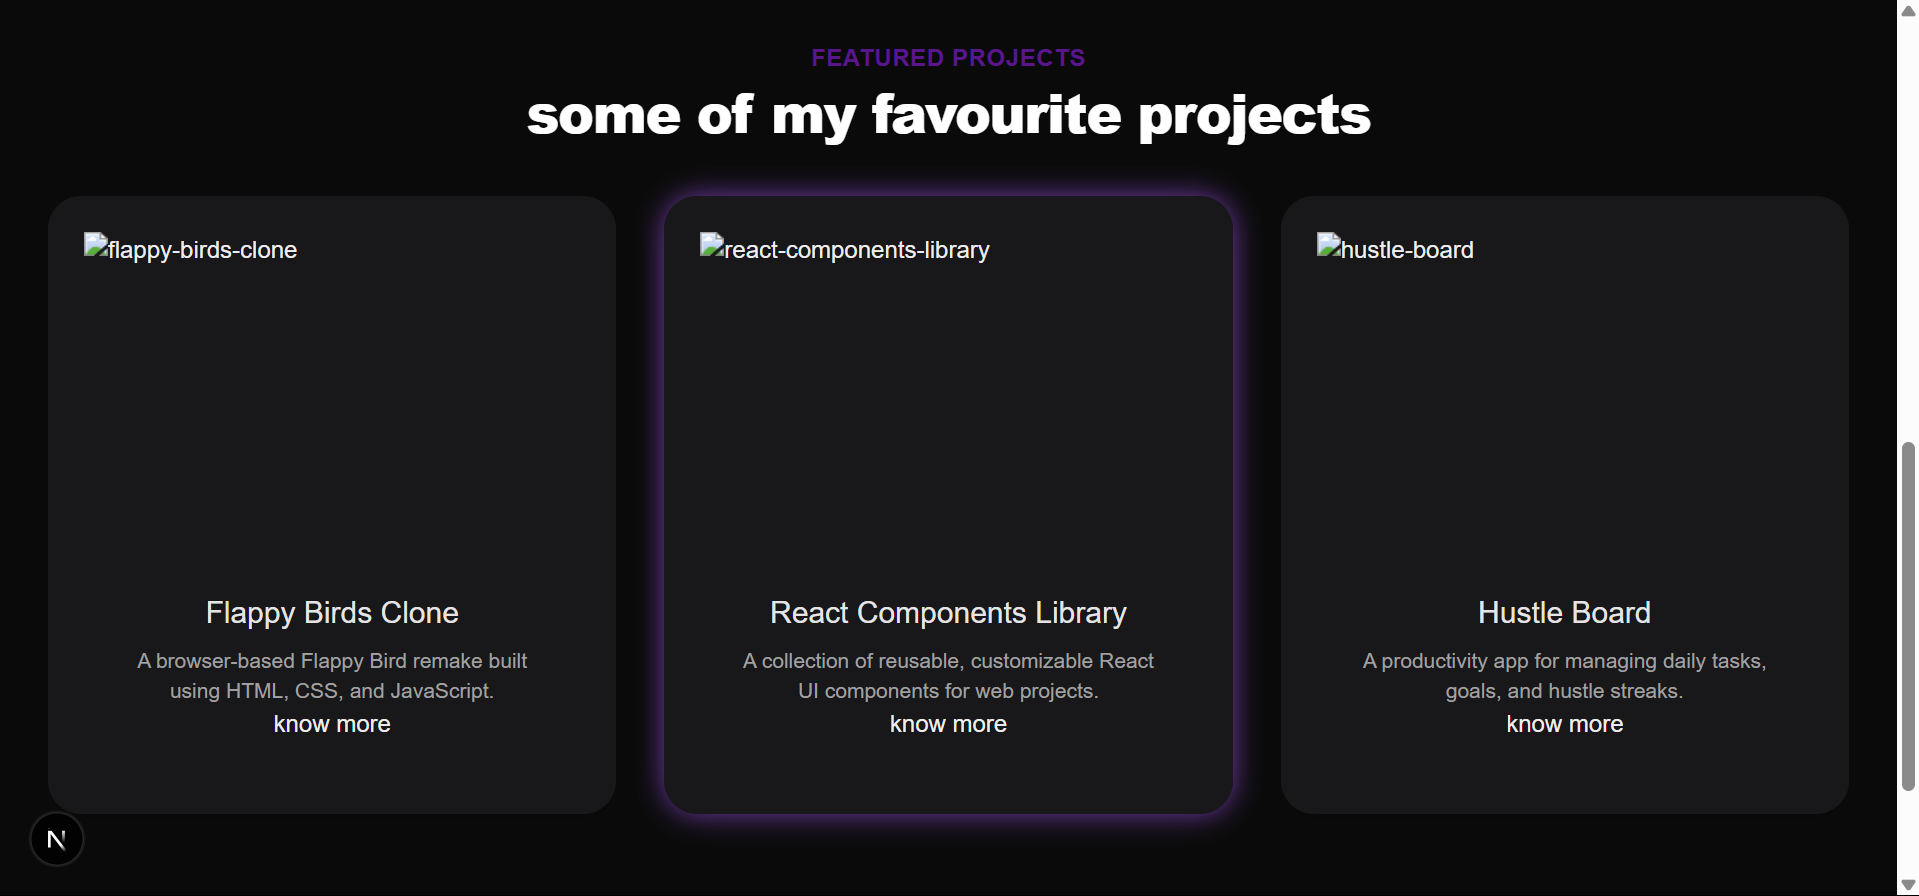 FEATURED PROJECTS
some of my favourite projects
flappy-birds-clone
react-components-library
hustle-board
Flappy Birds Clone
A browser-based Flappy Bird remake built
using HTML, CSS, and JavaScript.
know more
React Components Library
A collection of reusable, customizable React
UI components for web projects.
know more
Hustle Board
A productivity app for managing daily tasks,
goals, and hustle streaks.
know more
N